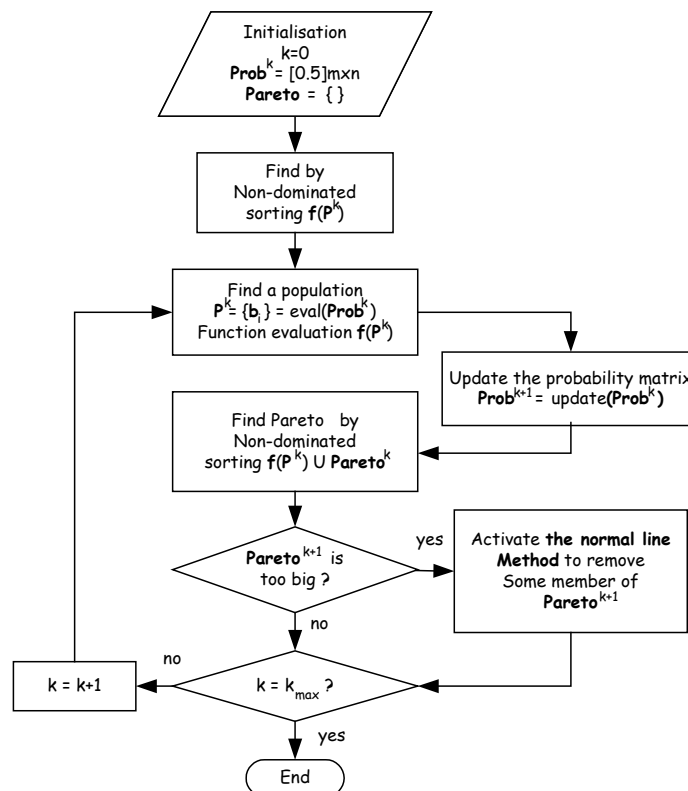 Initialisation
k=0
Prob^k = [0.5]m×n
Pareto = { }
Find by
Non-dominated
sorting f(P^k)
Find a population
P^k = {b_i} = eval(Prob^k)
Function evaluation f(P^k)
Update the probability matrix
Prob^k+1 = update(Prob^k)
Find Pareto by
Non-dominated
sorting f(P^k) U Pareto^k
Pareto^k+1 is
too big ?
yes
Activate the normal line
Method to remove
Some member of
Pareto^k+1
no
k = k_max ?
no
k = k+1
yes
End